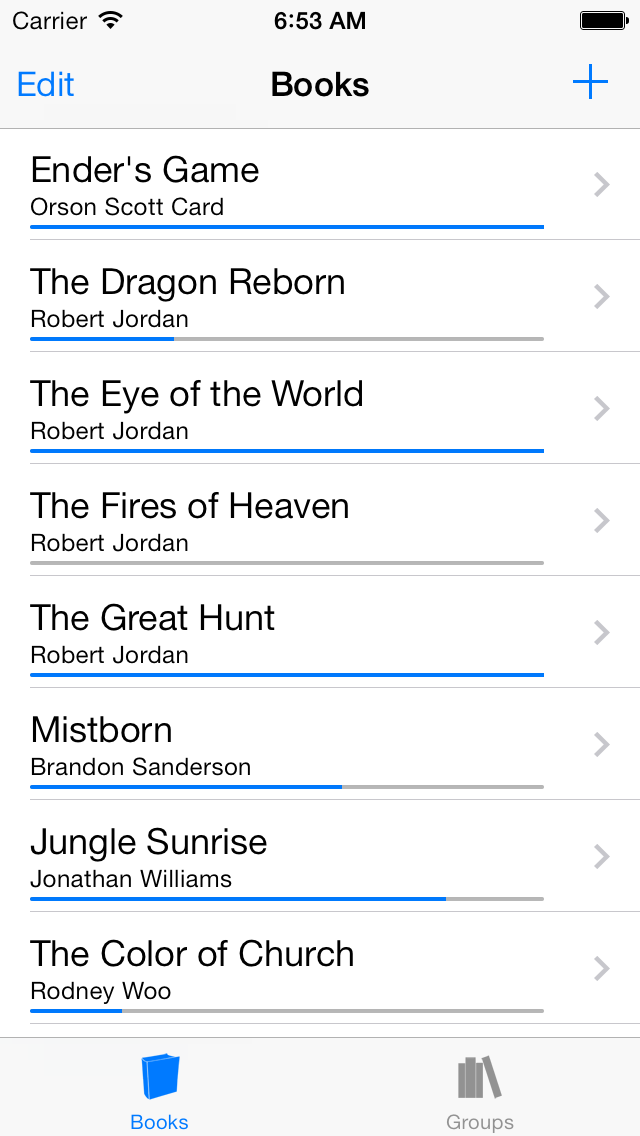 Carrier 6:53 AM
Edit Books
Ender's Game
Orson Scott Card
The Dragon Reborn
Robert Jordan
The Eye of the World
Robert Jordan
The Fires of Heaven
Robert Jordan
The Great Hunt
Robert Jordan
Mistborn
Brandon Sanderson
Jungle Sunrise
Jonathan Williams
The Color of Church
Rodney Woo
Books Groups